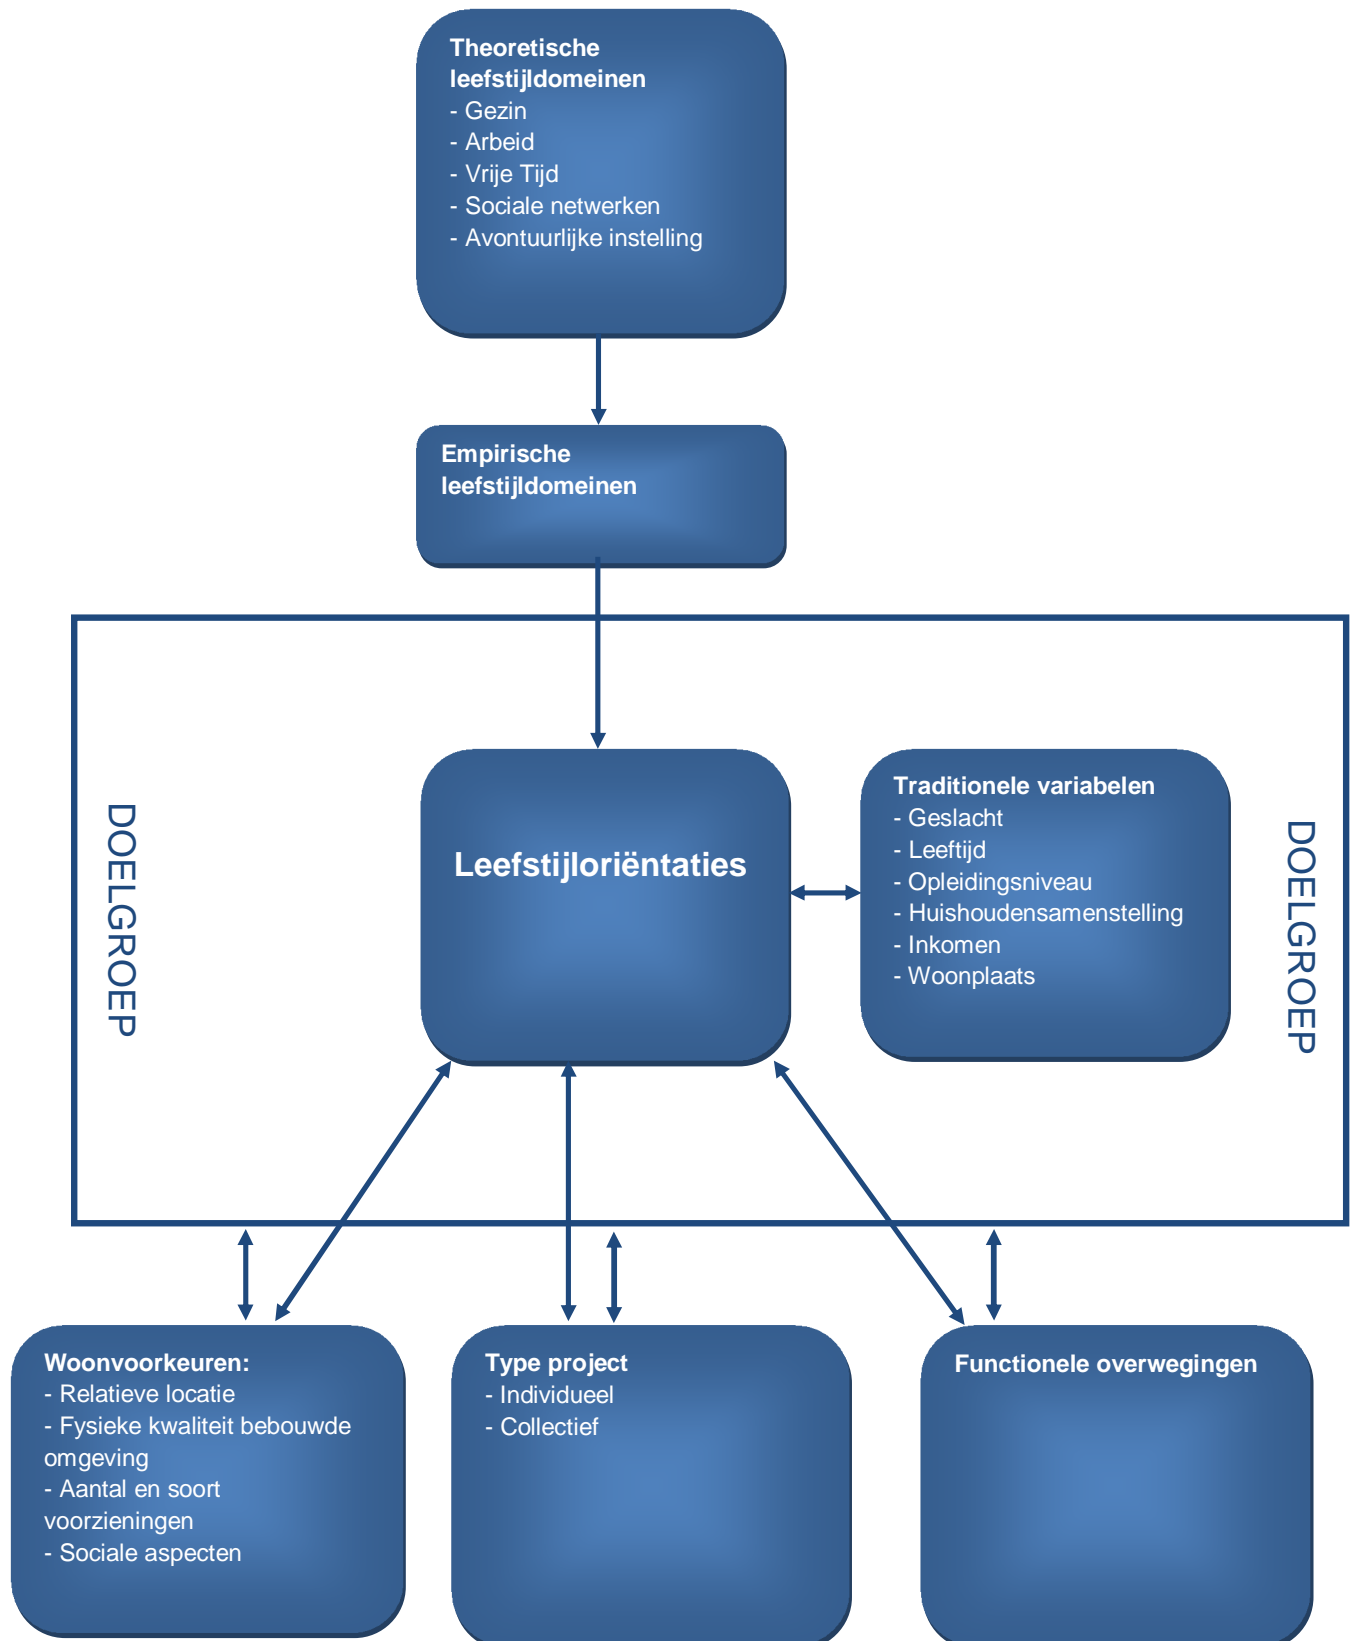 Theoretische
leefstijldomeinen
- Gezin
- Arbeid
- Vrije Tijd
- Sociale netwerken
- Avontuurlijke instelling
Empirische
leefstijldomeinen
DOELGROEP
Leefstijloriëntaties
Traditionele variabelen
- Geslacht
- Leeftijd
- Opleidingsniveau
- Huishoudensamenstelling
- Inkomen
- Woonplaats
DOELGROEP
Woonvoorkeuren:
- Relatieve locatie
- Fysieke kwaliteit bebouwde
omgeving
- Aantal en soort
voorzieningen
- Sociale aspecten
Type project
- Individueel
- Collectief
Functionele overwegingen